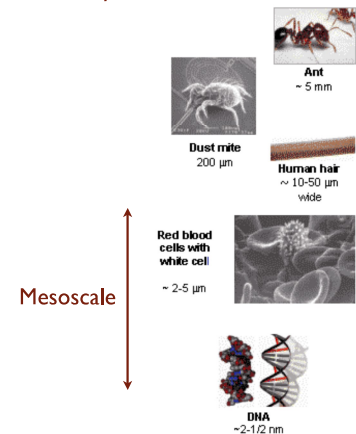 Ant
~ 5 mm
Dust mite
200 µm
Human hair
~ 10-50 µm
wide
Red blood
cells with
white cell
~ 2-5 µm
Mesoscale
DNA
~2-1/2 nm